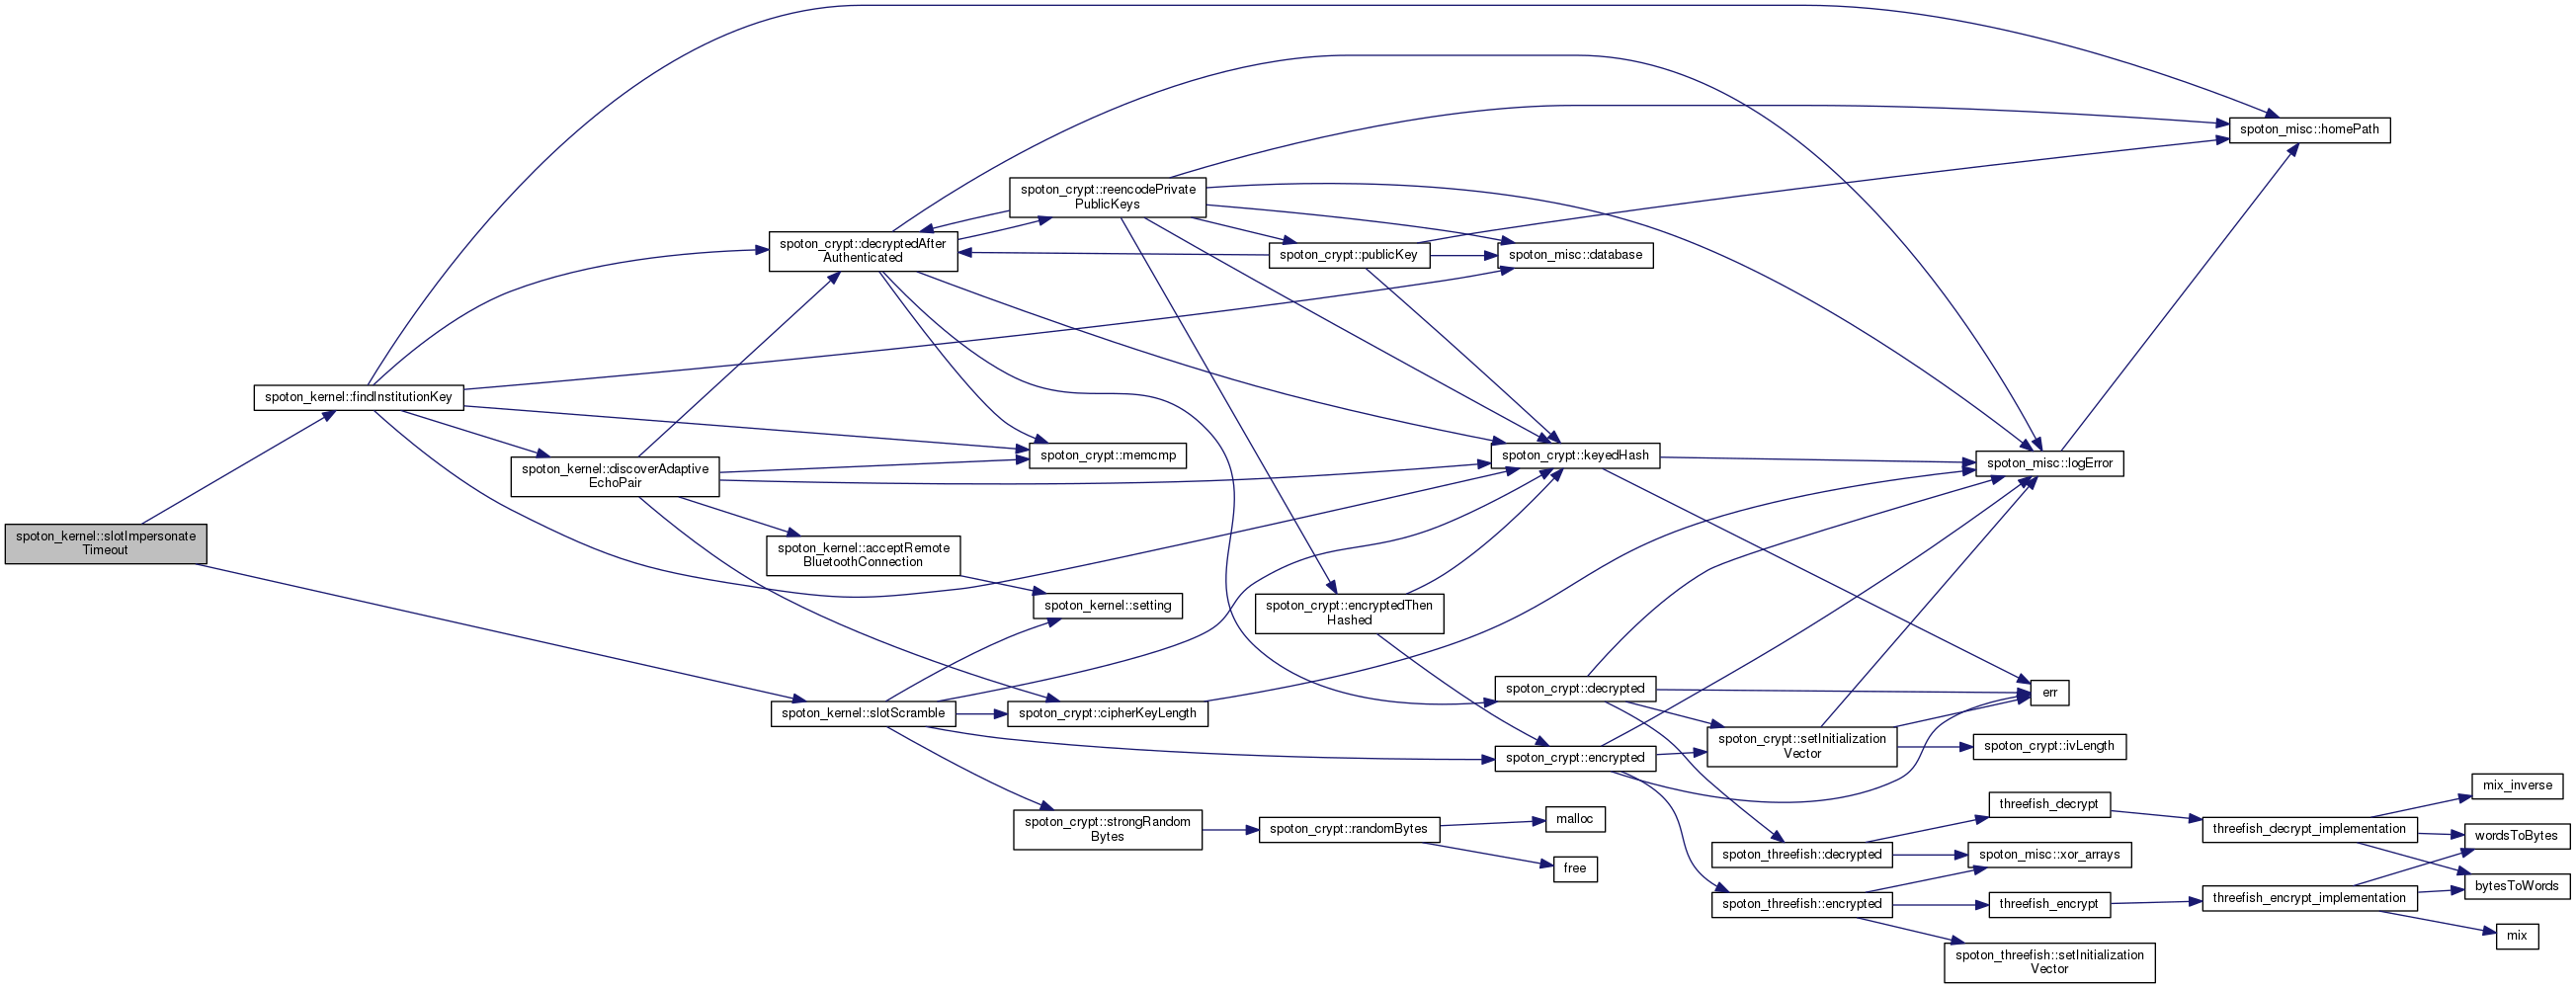 spoton_misc::homePath
spoton_crypt::reencodePrivate
PublicKeys
spoton_crypt::decryptedAfter
Authenticated
spoton_crypt::publicKey
spoton_misc::database
spoton_kernel::findInstitutionKey
spoton_kernel::discoverAdaptive
EchoPair
spoton_crypt::memcmp
spoton_crypt::keyedHash
spoton_misc::logError
spoton_kernel::slotImpersonate
Timeout
spoton_kernel::acceptRemote
BluetoothConnection
spoton_kernel::setting
spoton_crypt::encryptedThen
Hashed
spoton_kernel::slotScramble
spoton_crypt::cipherKeyLength
spoton_crypt::decrypted
err
spoton_crypt::encrypted
spoton_crypt::setInitialization
Vector
spoton_crypt::ivLength
spoton_crypt::strongRandom
Bytes
spoton_crypt::randomBytes
malloc
free
threefish_decrypt
mix_inverse
threefish_decrypt_implementation
wordsToBytes
spoton_threefish::decrypted
spoton_misc::xor_arrays
bytesToWords
spoton_threefish::encrypted
threefish_encrypt
threefish_encrypt_implementation
mix
spoton_threefish::setInitialization
Vector